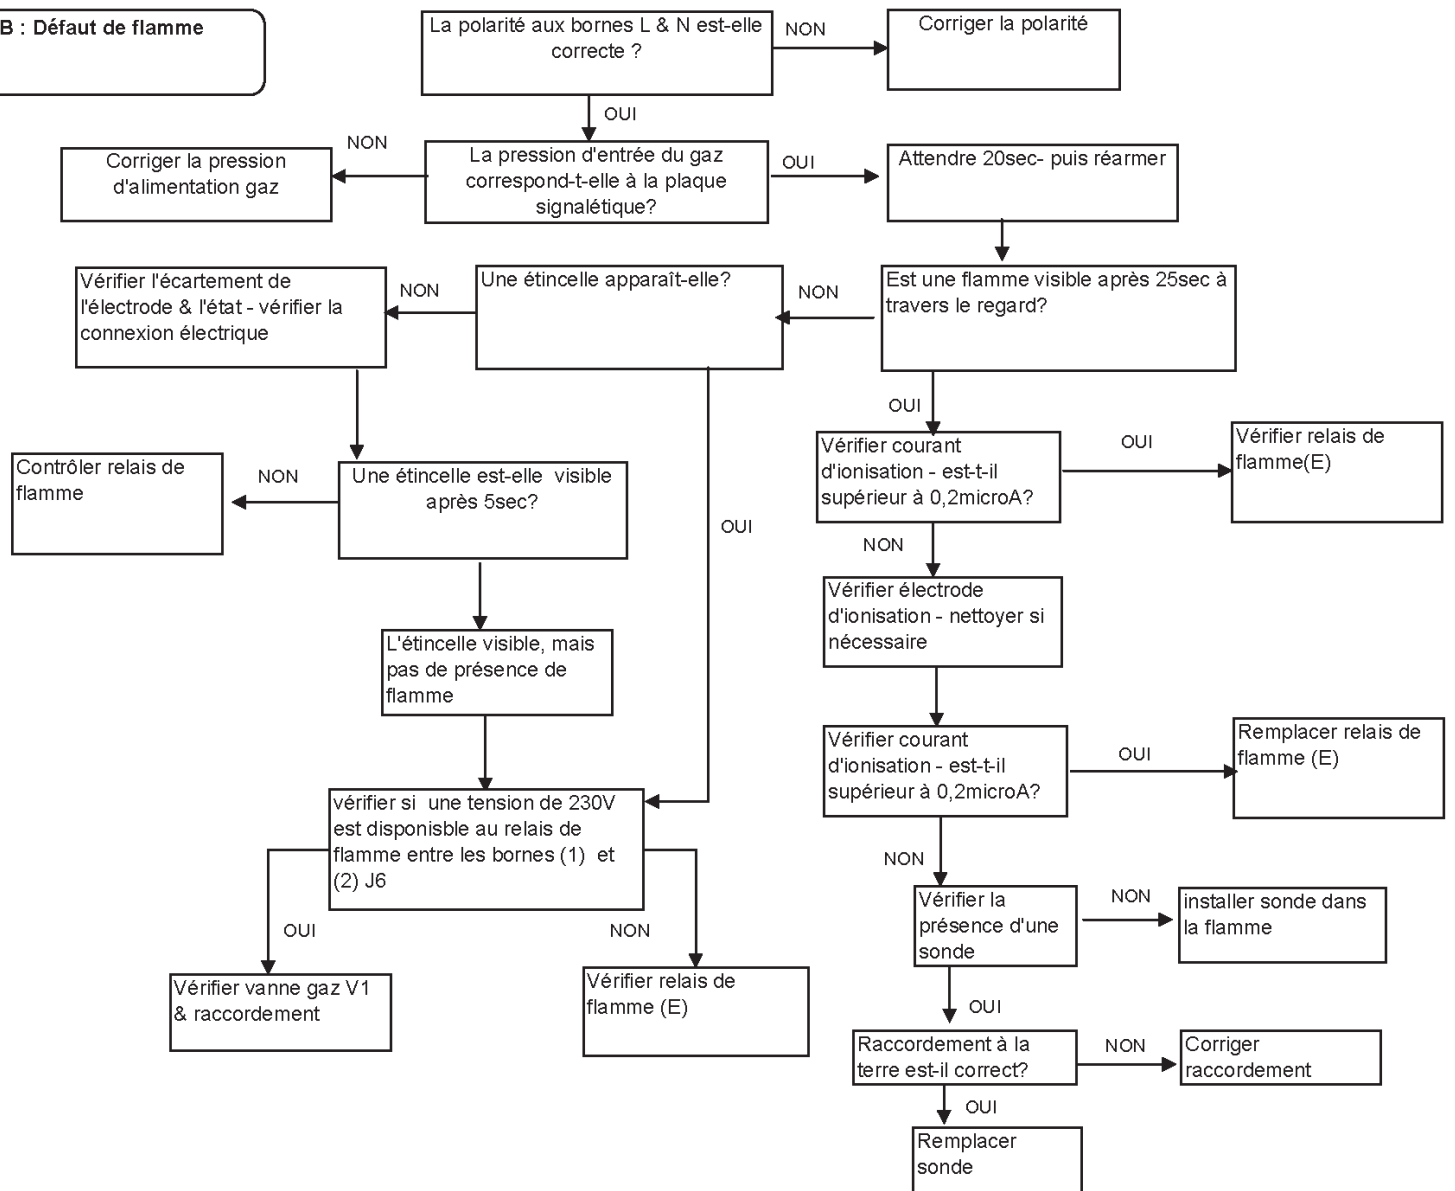 B : Défaut de flamme
La polarité aux bornes L & N est-elle
correcte ?
NON
Corriger la polarité
OUI
NON
Corriger la pression
d'alimentation gaz
La pression d'entrée du gaz
correspond-t-elle à la plaque
signalétique?
OUI
Attendre 20sec- puis réarmer
Vérifier l'écartement de
l'électrode & l'état - vérifier la
connexion électrique
NON
Une étincelle apparaît-elle?
NON
Est une flamme visible après 25sec à
travers le regard?
OUI
Contrôler relais de
flamme
NON
Une étincelle est-elle  visible
après 5sec?
OUI
Vérifier courant
d'ionisation - est-t-il
supérieur à 0,2microA?
OUI
Vérifier relais de
flamme(E)
NON
Vérifier électrode
d'ionisation - nettoyer si
nécessaire
L'étincelle visible, mais
pas de présence de
flamme
Vérifier courant
d'ionisation - est-t-il
supérieur à 0,2microA?
OUI
Remplacer relais de
flamme (E)
vérifier si  une tension de 230V
est disponisble au relais de
flamme entre les bornes (1)  et
(2) J6
NON
OUI
NON
Vérifier la
présence d'une
sonde
NON
installer sonde dans
la flamme
Vérifier vanne gaz V1
& raccordement
Vérifier relais de
flamme (E)
OUI
Raccordement à la
terre est-il correct?
NON
Corriger
raccordement
OUI
Remplacer
sonde